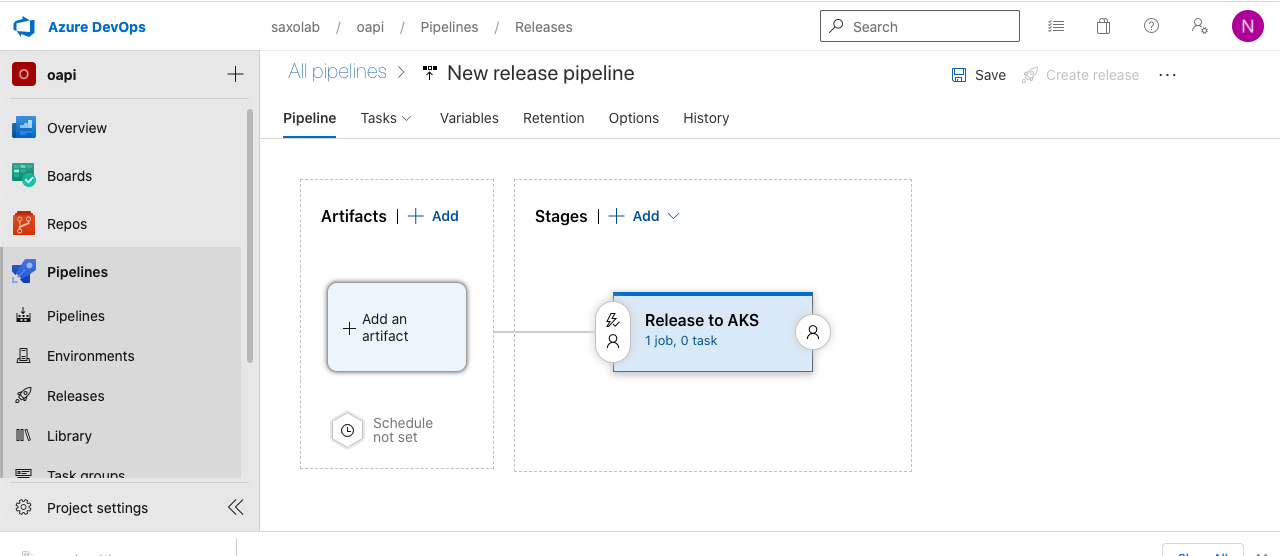 Azure DevOps
saxolab / oapi / Pipelines / Releases
Search
N
O oapi
Overview
Boards
Repos
Pipelines
Pipelines
Environments
Releases
Library
Task groups
Project settings
All pipelines > New release pipeline
Save
Create release
Pipeline Tasks Variables Retention Options History
Artifacts | + Add
Add an
artifact
Schedule
not set
Stages | + Add
Release to AKS
1 job, 0 task
Show All